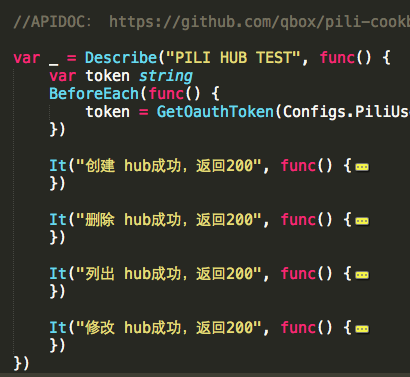 //APIDOC： https://github.com/qbox/pili-cookb
var _ = Describe("PILI HUB TEST", func() {
var token string
BeforeEach(func() {
token = GetOauthToken(Configs.PiliUse
})
It("创建 hub成功，返回200", func() {
})
It("删除 hub成功，返回200", func() {
})
It("列出 hub成功，返回200", func() {
})
It("修改 hub成功，返回200", func() {
})
})